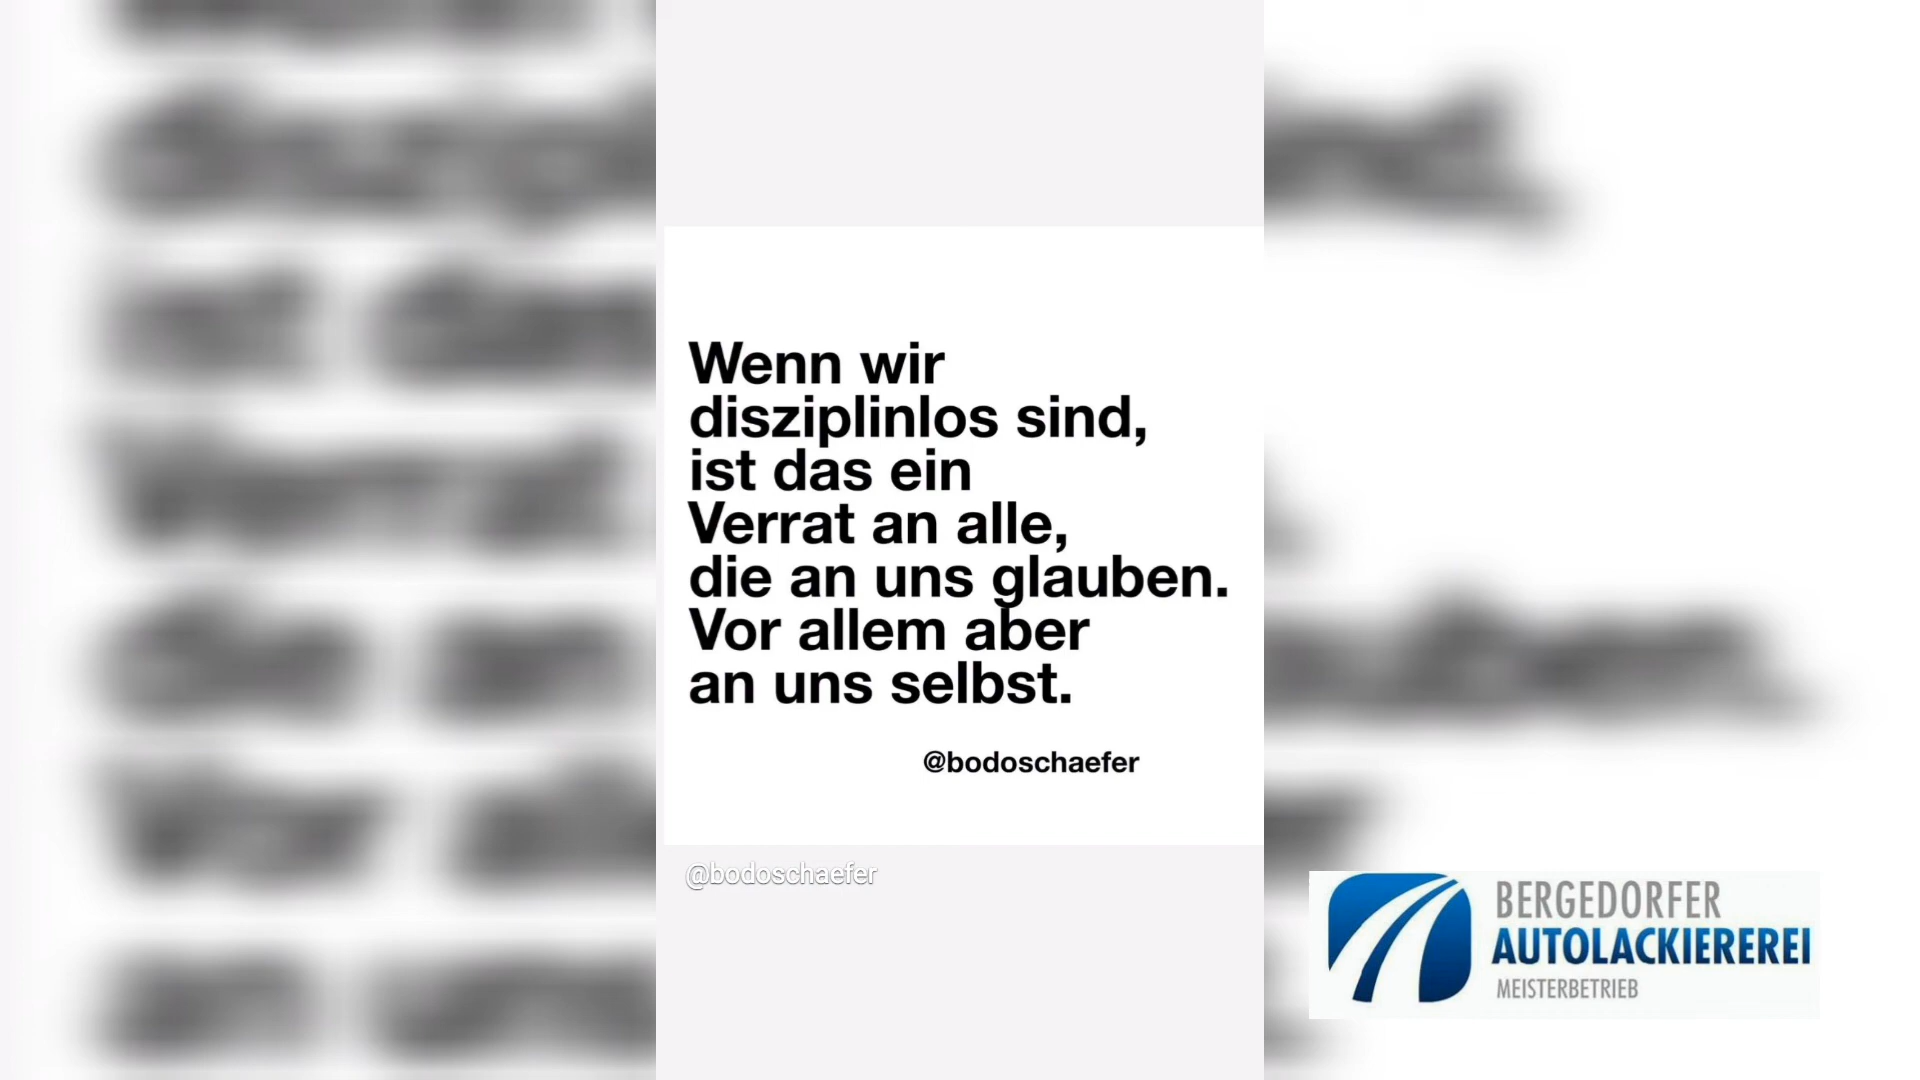 Wenn wir
disziplinlos sind,
ist das ein
Verrat an alle,
die an uns glauben.
Vor allem aber
an uns selbst.
@bodoschaefer
@bodoschaefer
BERGEDORFER
AUTOLACKIEREREI
MEISTERBETRIEB